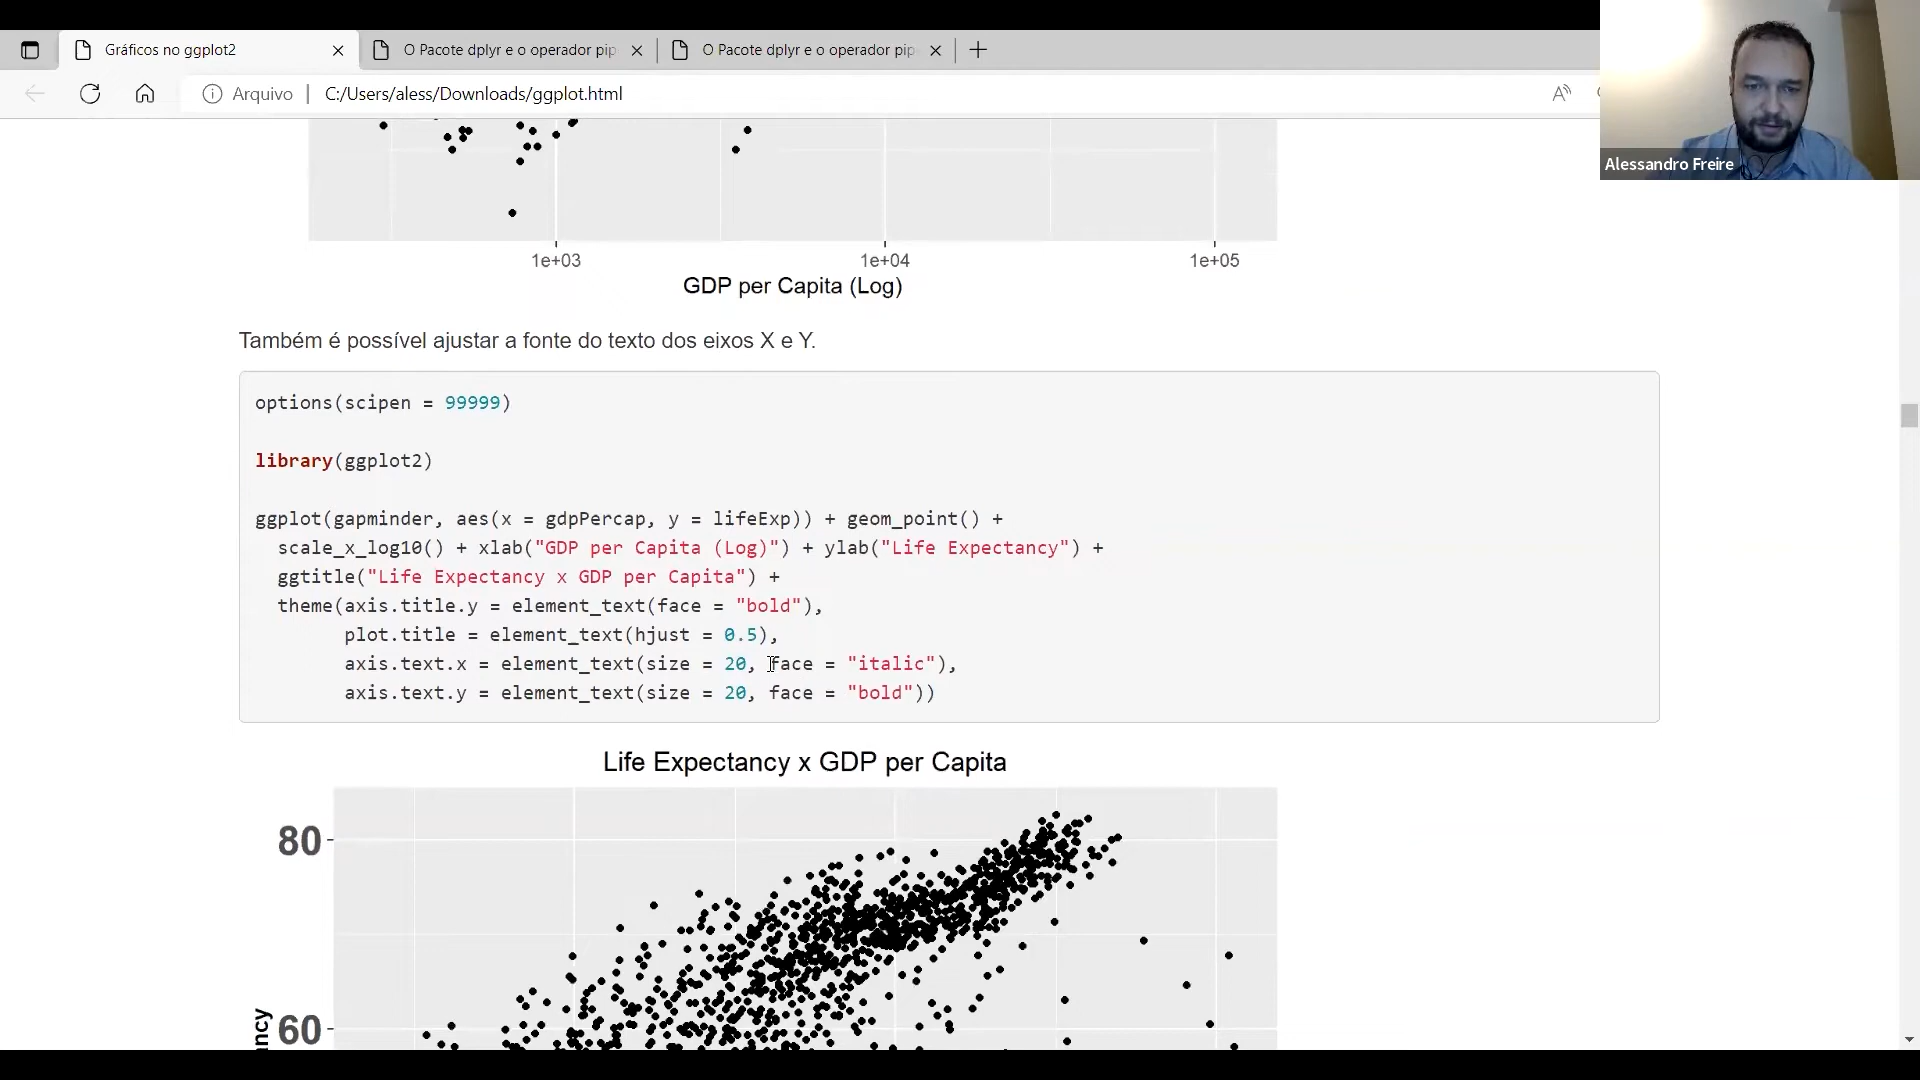 Gráficos no ggplot2
O Pacote dplyr e o operador pip
O Pacote dplyr e o operador pip
Arquivo
C:/Users/aless/Downloads/ggplot.html
Alessandro Freire
1e+03
1e+04
1e+05
GDP per Capita (Log)
Também é possível ajustar a fonte do texto dos eixos X e Y.
options(scipen = 99999)
library(ggplot2)
ggplot(gapminder, aes(x = gdpPercap, y = lifeExp)) + geom_point() +
scale_x_log10() + xlab("GDP per Capita (Log)") + ylab("Life Expectancy") +
ggtitle("Life Expectancy x GDP per Capita") +
theme(axis.title.y = element_text(face = "bold"),
plot.title = element_text(hjust = 0.5),
axis.text.x = element_text(size = 20, face = "italic"),
axis.text.y = element_text(size = 20, face = "bold"))
Life Expectancy x GDP per Capita
80
60
ancy